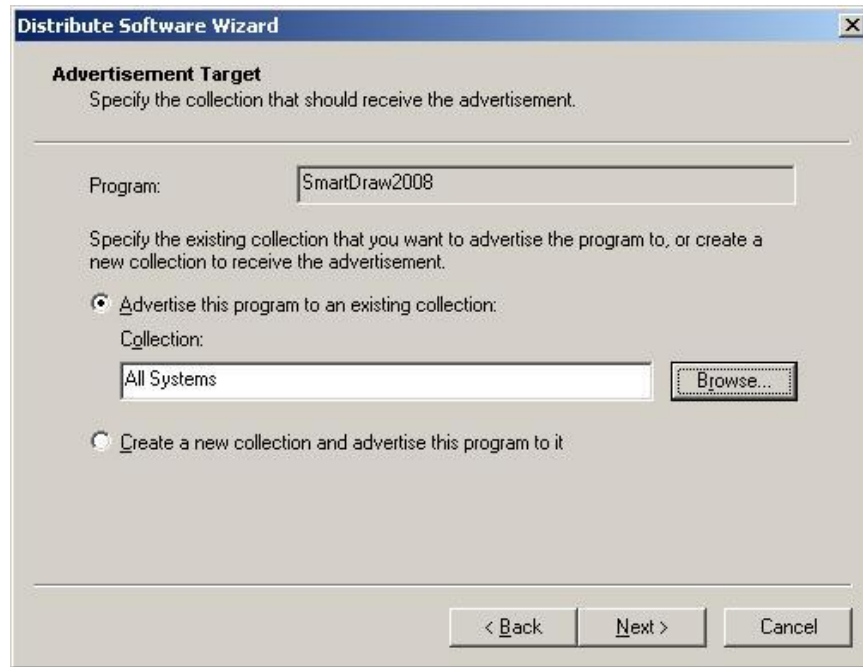 Distribute Software Wizard
Advertisement Target
Specify the collection that should receive the advertisement.
Program:
SmartDraw2008
Specify the existing collection that you want to advertise the program to, or create a
new collection to receive the advertisement.
Advertise this program to an existing collection:
Collection:
All Systems
Browse...
Create a new collection and advertise this program to it
< Back
Next >
Cancel